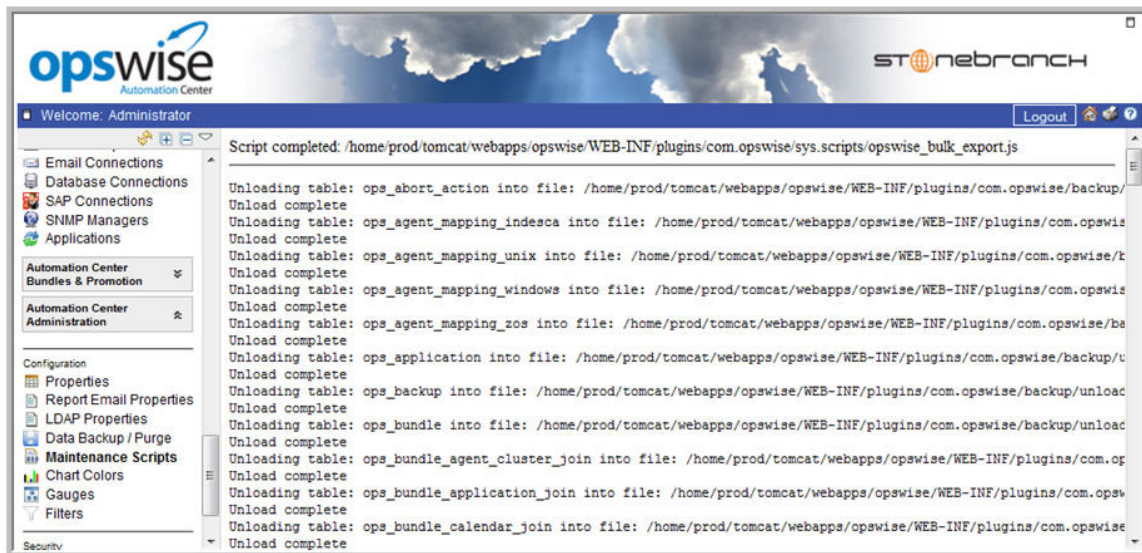 opswise
Automation Center
STONEBRANCH
Welcome: Administrator
Logout
Email Connections
Database Connections
SAP Connections
SNMP Managers
Applications
Automation Center
Bundles & Promotion
Automation Center
Administration
Configuration
Properties
Report Email Properties
LDAP Properties
Data Backup / Purge
Maintenance Scripts
Chart Colors
Gauges
Filters
Security
Script completed: /home/prod/tomcat/webapps/opswise/WEB-INF/plugins/com.opswise/sys.scripts/opswise_bulk_export.js
Unloading table: ops_abort_action into file: /home/prod/tomcat/webapps/opswise/WEB-INF/plugins/com.opswise/backup/
Unload complete
Unloading table: ops_agent_mapping_indesca into file: /home/prod/tomcat/webapps/opswise/WEB-INF/plugins/com.opswis
Unload complete
Unloading table: ops_agent_mapping_unix into file: /home/prod/tomcat/webapps/opswise/WEB-INF/plugins/com.opswise/b
Unload complete
Unloading table: ops_agent_mapping_windows into file: /home/prod/tomcat/webapps/opswise/WEB-INF/plugins/com.opswis
Unload complete
Unloading table: ops_agent_mapping_zos into file: /home/prod/tomcat/webapps/opswise/WEB-INF/plugins/com.opswise/ba
Unload complete
Unloading table: ops_application into file: /home/prod/tomcat/webapps/opswise/WEB-INF/plugins/com.opswise/backup/u
Unload complete
Unloading table: ops_backup into file: /home/prod/tomcat/webapps/opswise/WEB-INF/plugins/com.opswise/backup/unload
Unload complete
Unloading table: ops_bundle into file: /home/prod/tomcat/webapps/opswise/WEB-INF/plugins/com.opswise/backup/unload
Unload complete
Unloading table: ops_bundle_agent_cluster_join into file: /home/prod/tomcat/webapps/opswise/WEB-INF/plugins/com.op
Unload complete
Unloading table: ops_bundle_application_join into file: /home/prod/tomcat/webapps/opswise/WEB-INF/plugins/com.opsw
Unload complete
Unloading table: ops_bundle_calendar_join into file: /home/prod/tomcat/webapps/opswise/WEB-INF/plugins/com.opswise
Unload complete